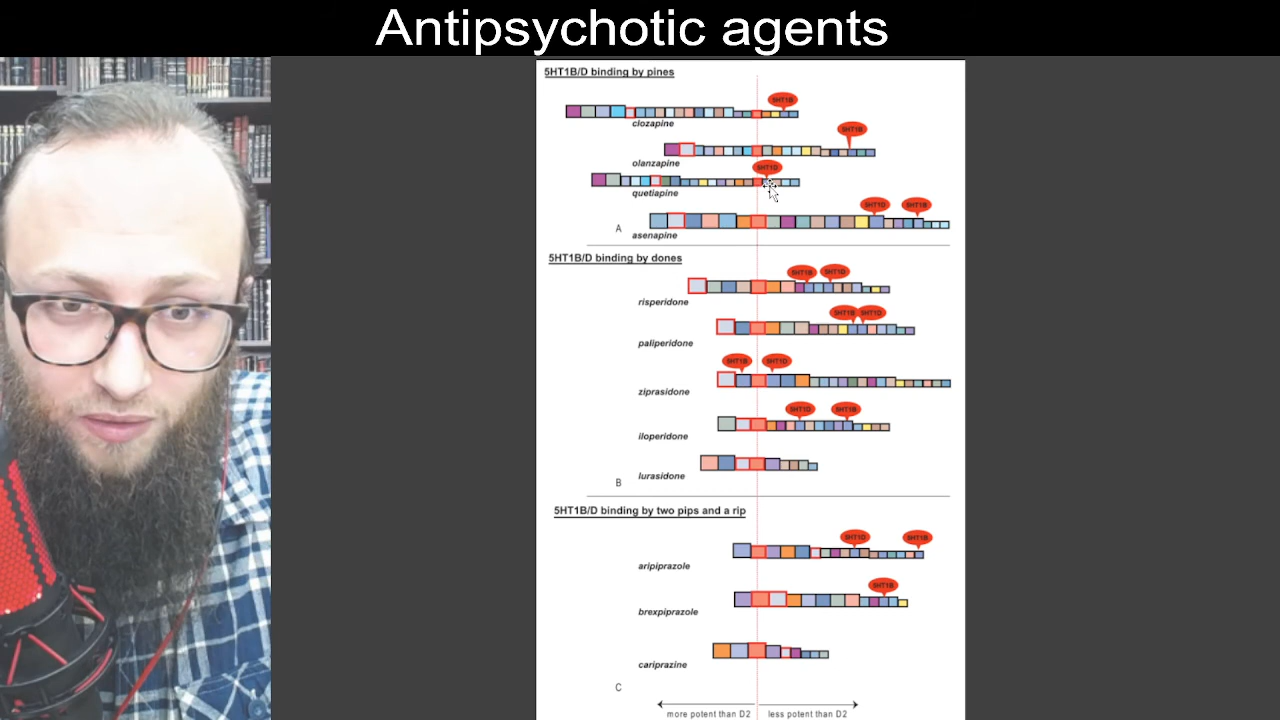 Antipsychotic agents
5HT1B/D binding by pines
5HT1B
clozapine
5HT1B
olanzapine
5HT1D
quetiapine
5HT1D 5HT1B
A
asenapine
5HT1B/D binding by dones
5HT1B 5HT1D
risperidone
5HT1B 5HT1D
paliperidone
5HT1B 5HT1D
ziprasidone
5HT1D 5HT1B
iloperidone
lurasidone
B
5HT1B/D binding by two pips and a rip
5HT1D 5HT1B
aripiprazole
5HT1B
brexpiprazole
cariprazine
C
more potent than D2 less potent than D2